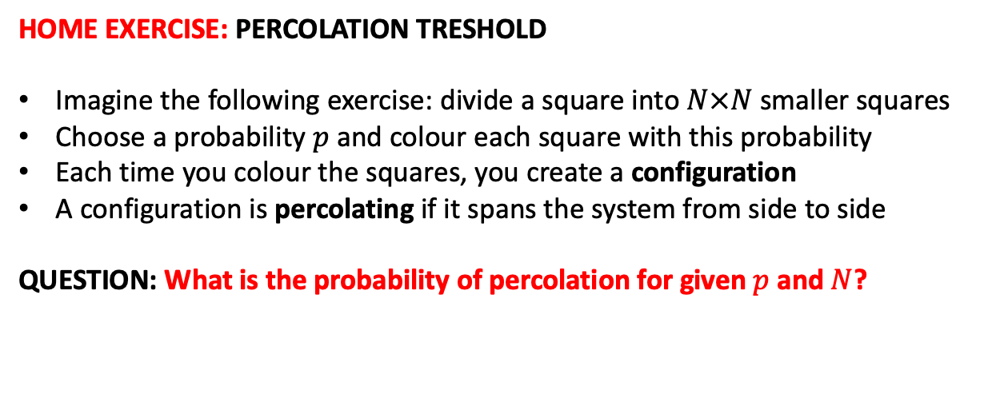 HOME EXERCISE: PERCOLATION TRESHOLD
• Imagine the following exercise: divide a square into N×N smaller squares
• Choose a probability p and colour each square with this probability
• Each time you colour the squares, you create a configuration
• A configuration is percolating if it spans the system from side to side
QUESTION: What is the probability of percolation for given p and N?